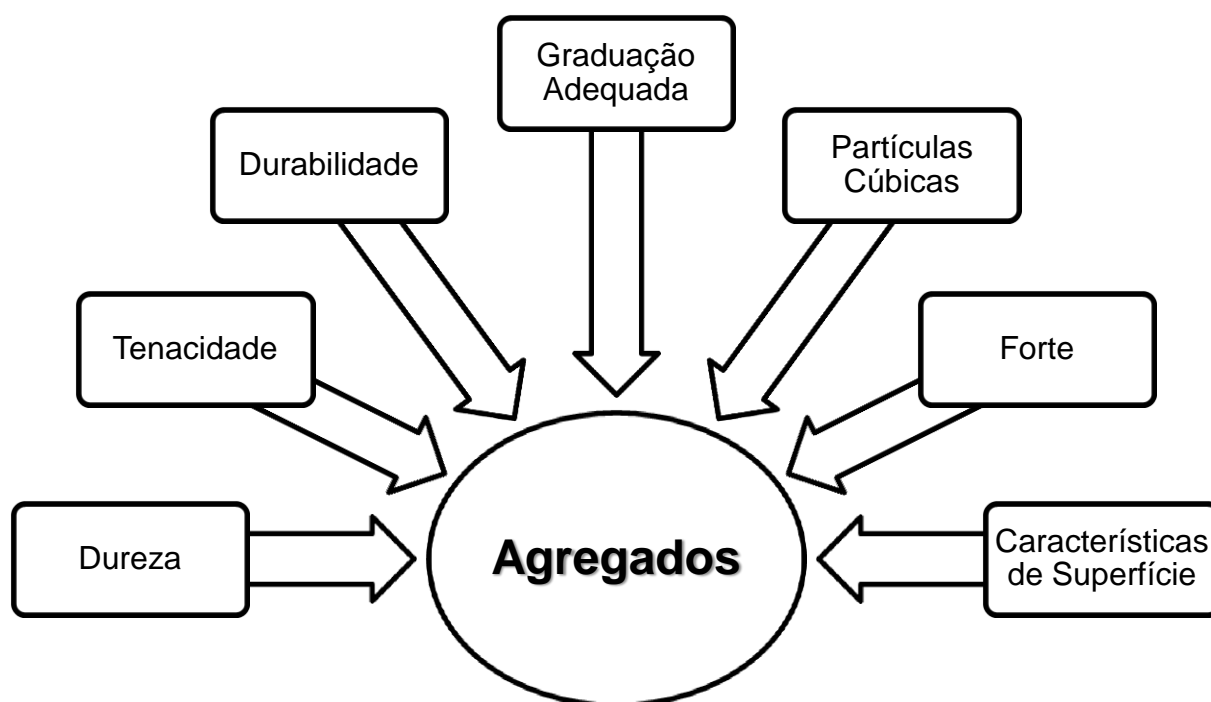 Graduação
Adequada
Durabilidade
Partículas
Cúbicas
Tenacidade
Forte
Dureza
Agregados
Características
de Superfície